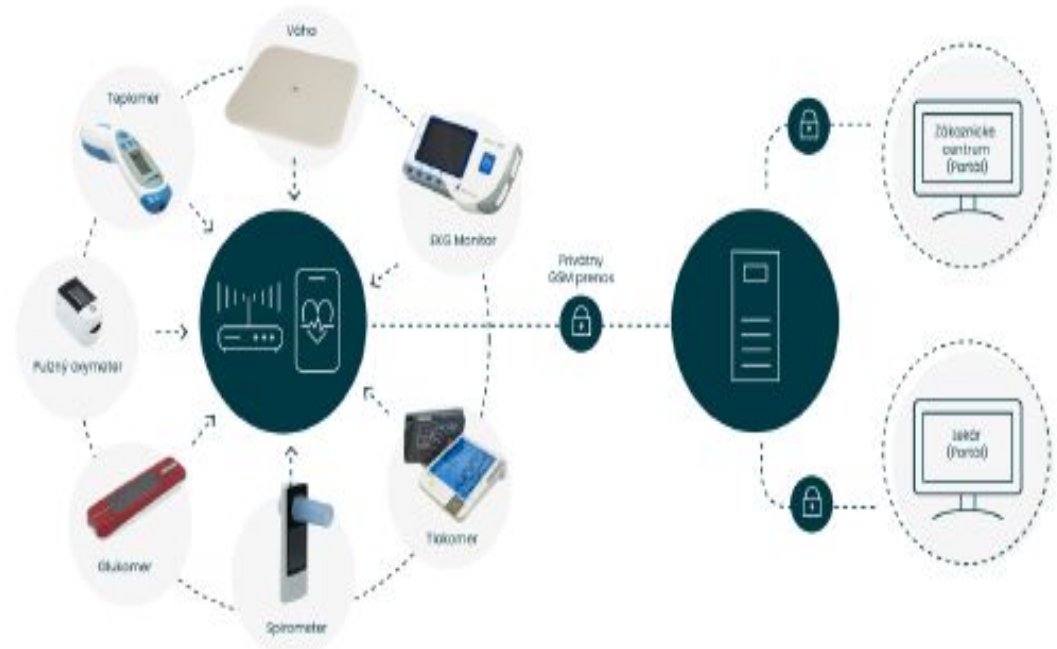 Váha
Teplomer
EKG Monitor
Pulzný oxymeter
Glukomer
Spirometer
Tlakomer
Privátny
GSM prenos
Zákaznícke
centrum
(Portál)
Lekár
(Portál)